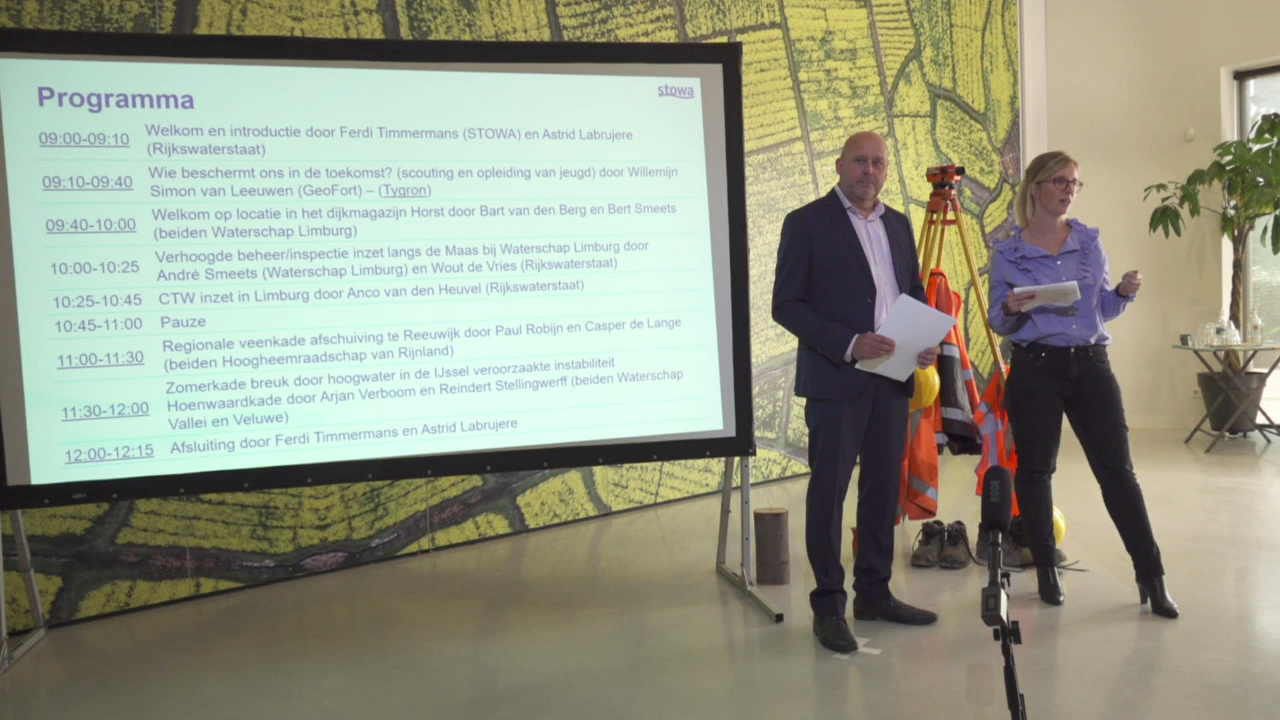 Programma
stowa
09:00-09:10 Welkom en introductie door Ferdi Timmermans (STOWA) en Astrid Labrujere
(Rijkswaterstaat)
09:10-09:40 Wie beschermt ons in de toekomst? (scouting en opleiding van jeugd) door Willemijn
Simon van Leeuwen (GeoFort) – (Tygron)
09:40-10:00 Welkom op locatie in het dijkmagazijn Horst door Bart van den Berg en Bert Smeets
(beiden Waterschap Limburg)
10:00-10:25 Verhoogde beheer/inspectie inzet langs de Maas bij Waterschap Limburg door
André Smeets (Waterschap Limburg) en Wout de Vries (Rijkswaterstaat)
10:25-10:45 CTW inzet in Limburg door Anco van den Heuvel (Rijkswaterstaat)
10:45-11:00 Pauze
11:00-11:30 Regionale veenkade afschuiving te Reeuwijk door Paul Robijn en Casper de Lange
(beiden Hoogheemraadschap van Rijnland)
11:30-12:00 Zomerkade breuk door hoogwater in de IJssel veroorzaakte instabiliteit
Hoenwaardkade door Arjan Verboom en Reindert Stellingwerff (beiden Waterschap
Vallei en Veluwe)
12:00-12:15 Afsluiting door Ferdi Timmermans en Astrid Labrujere